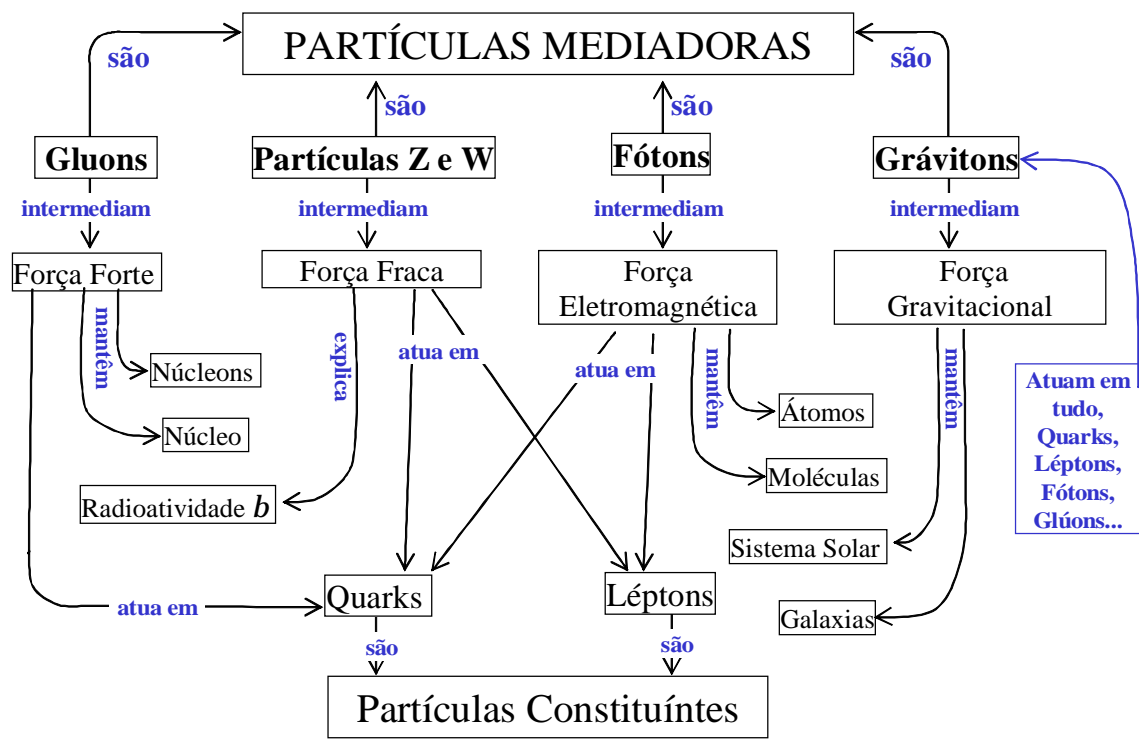 PARTÍCULAS MEDIADORAS
são
são
são
são
Gluons
Partículas Z e W
Fótons
Grávitons
intermediam
intermediam
intermediam
intermediam
Força Forte
Força Fraca
Força
Eletromagnética
Força
Gravitacional
mantêm
explica
atua em
atua em
mantêm
mantêm
Núcleons
Núcleo
Radioatividade b
Átomos
Moléculas
Sistema Solar
Galaxias
Atuam em
tudo,
Quarks,
Léptons,
Fótons,
Glúons...
atua em
Quarks
Léptons
são
são
Partículas Constituíntes